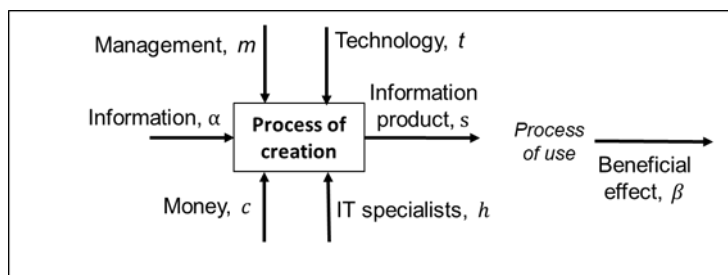 Management, m
Technology, t
Information, α
Process of
creation
Information
product, s
Process
of use
Beneficial
effect, β
Money, c
IT specialists, h